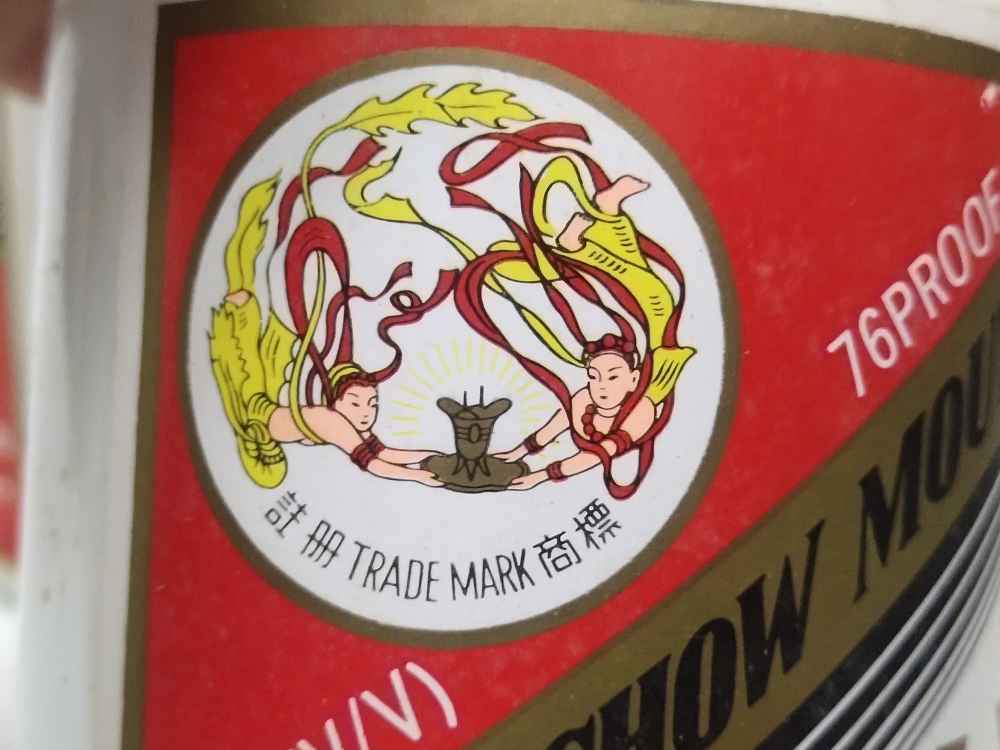 註册 TRADE MARK 商標
76PROOF
V/V)
CHOW MOU